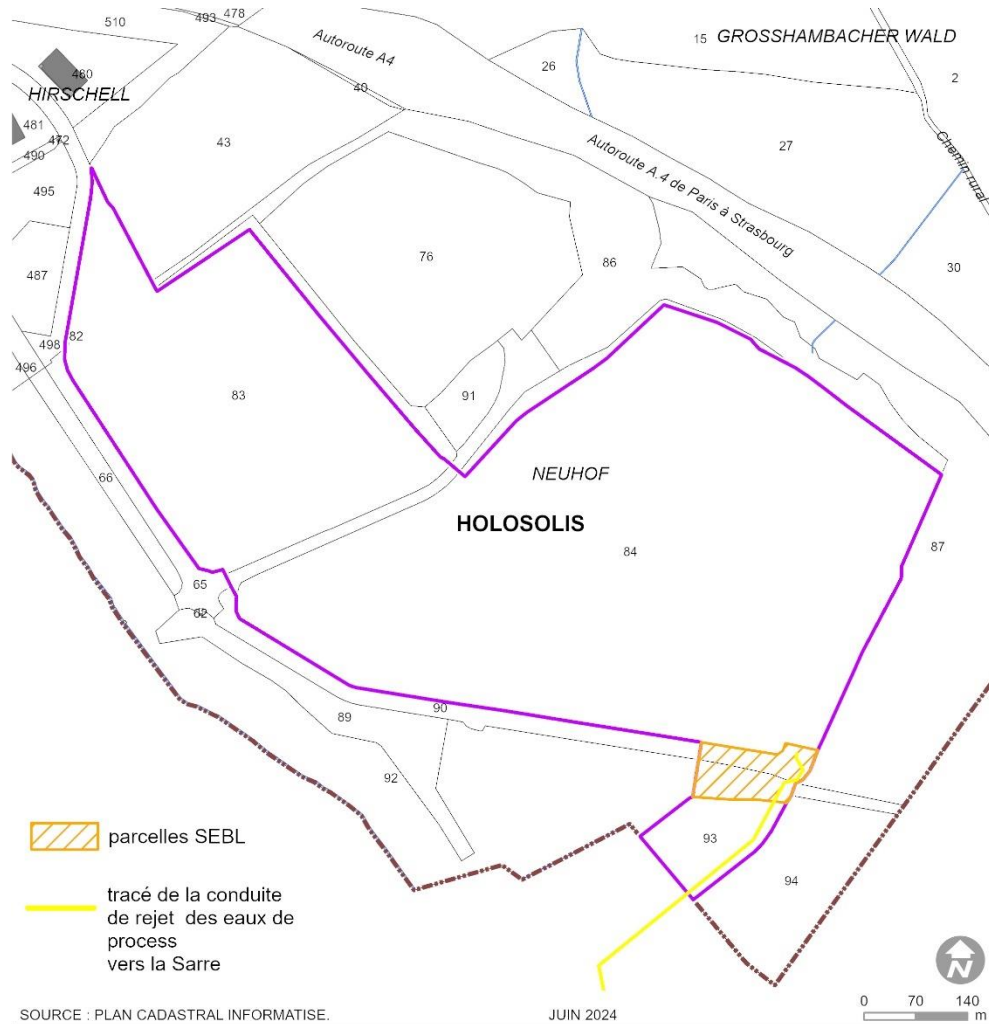 510
493
478
Autoroute A4
15
GROSSHAMBACHER WALD
26
2
480
40
HIRSCHELL
481
472
43
27
490
Chemin rural
Autoroute A.4 de Paris à Strasbourg
495
76
86
487
30
82
498
496
83
91
NEUHOF
66
HOLOSOLIS
84
87
65
62
90
89
92
93
94
parcelles SEBL
tracé de la conduite
de rejet des eaux de
process
vers la Sarre
N
SOURCE : PLAN CADASTRAL INFORMATISE.
JUIN 2024
0 70 140
m